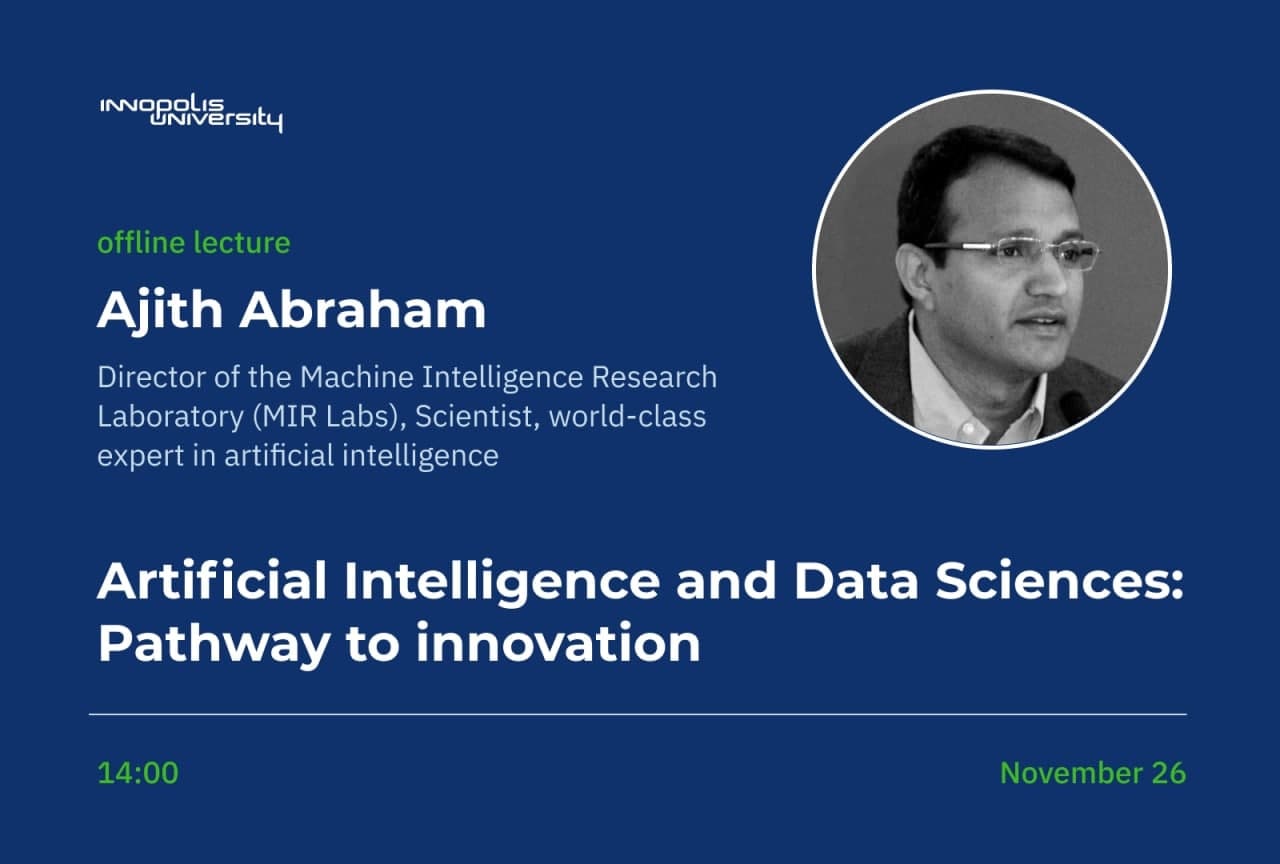 INNOPOLIS
UNIVERSITY
offline lecture
Ajith Abraham
Director of the Machine Intelligence Research
Laboratory (MIR Labs), Scientist, world-class
expert in artificial intelligence
Artificial Intelligence and Data Sciences:
Pathway to innovation
14:00
November 26